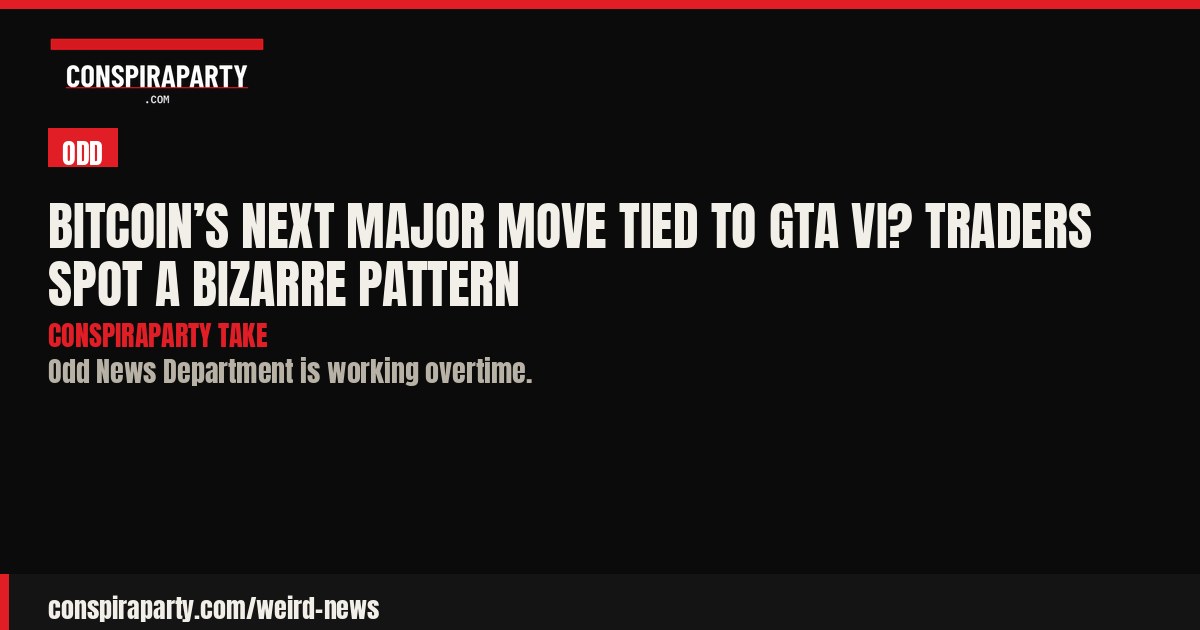 CONSPIRAPARTY
.COM
ODD
BITCOIN’S NEXT MAJOR MOVE TIED TO GTA VI? TRADERS
SPOT A BIZARRE PATTERN
CONSPIRAPARTY TAKE
Odd News Department is working overtime.
conspiraparty.com/weird-news